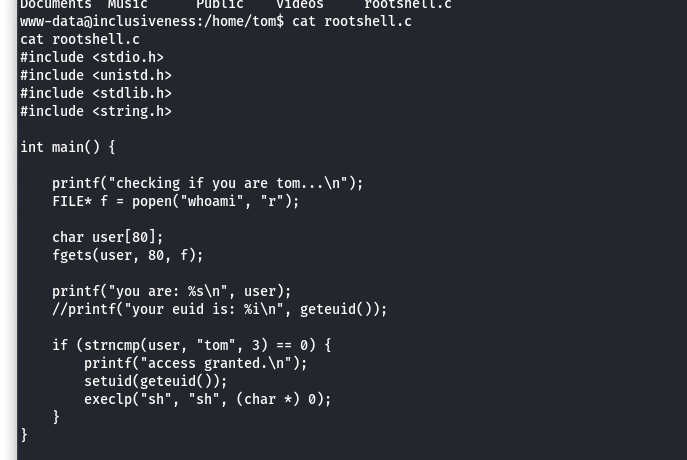 Documents  Music      Public    Videos     rootshell.c
www-data@inclusiveness:/home/tom$ cat rootshell.c
cat rootshell.c
#include <stdio.h>
#include <unistd.h>
#include <stdlib.h>
#include <string.h>

int main() {

    printf("checking if you are tom...\n");
    FILE* f = popen("whoami", "r");

    char user[80];
    fgets(user, 80, f);

    printf("you are: %s\n", user);
    //printf("your euid is: %i\n", geteuid());

    if (strncmp(user, "tom", 3) == 0) {
        printf("access granted.\n");
        setuid(geteuid());
        execlp("sh", "sh", (char *) 0);
    }
}